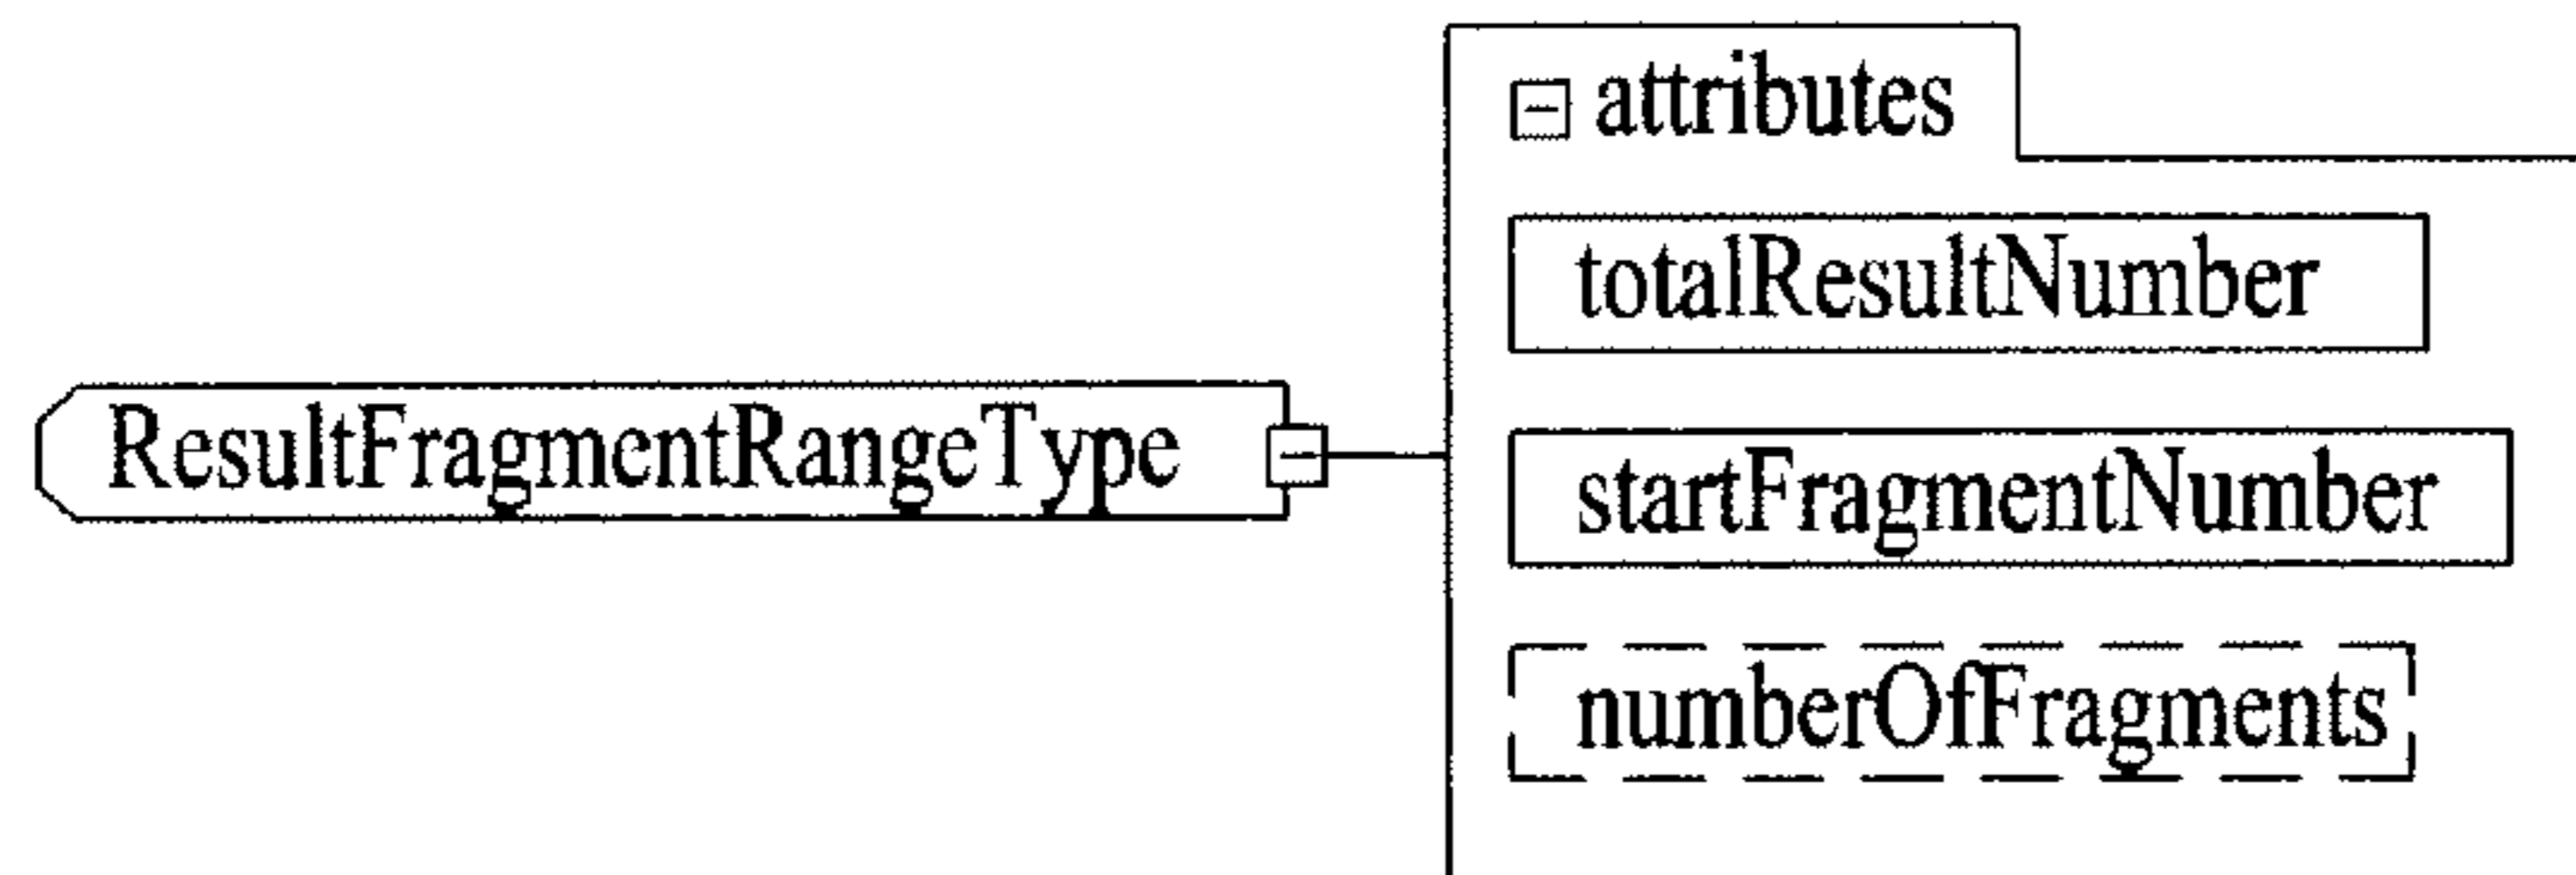 attributes
totalResultNumber
ResultFragmentRangeType
startFragmentNumber
numberOfFragments